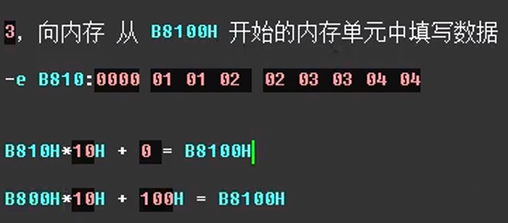 3，向内存 从 B8100H 开始的内存单元中填写数据
-e B810:0000 01 01 02 02 03 03 04 04
B810H*10H + 0 = B8100H
B800H*10H + 100H = B8100H